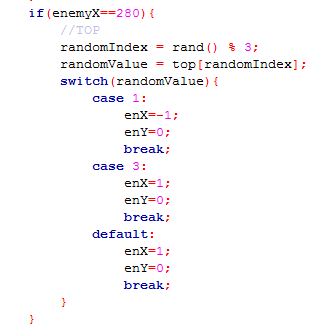 if(enemyX==280){
//TOP
randomIndex = rand() % 3;
randomValue = top[randomIndex];
switch(randomValue){
case 1:
enX=-1;
enY=0;
break;
case 3:
enX=1;
enY=0;
break;
default:
enX=1;
enY=0;
break;
}
}